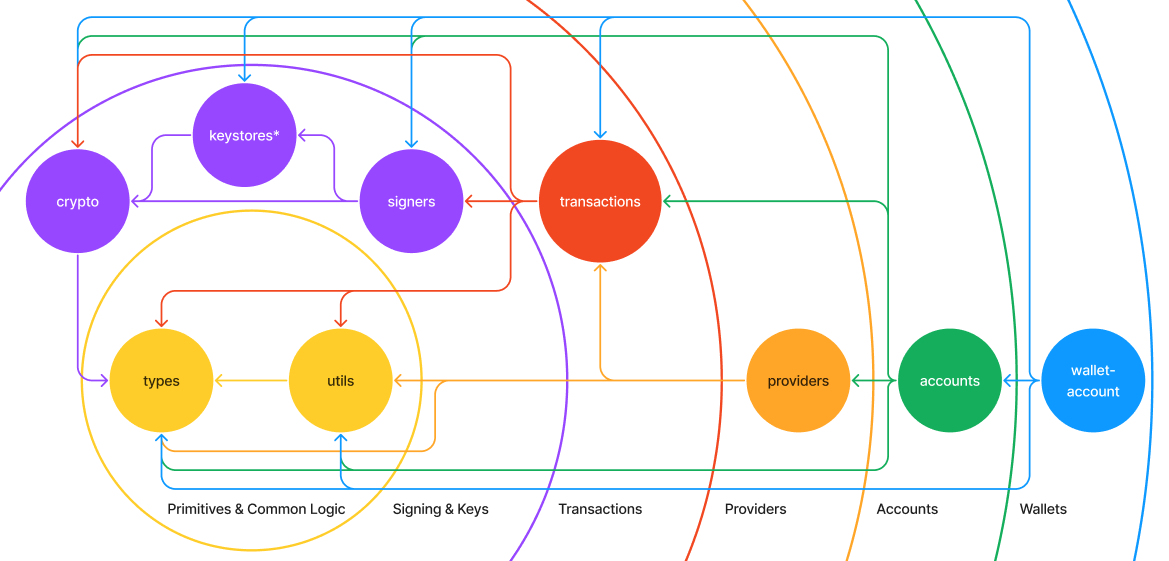 keystores*
crypto
signers
transactions
types
utils
providers
accounts
wallet-
account
Primitives & Common Logic
Signing & Keys
Transactions
Providers
Accounts
Wallets